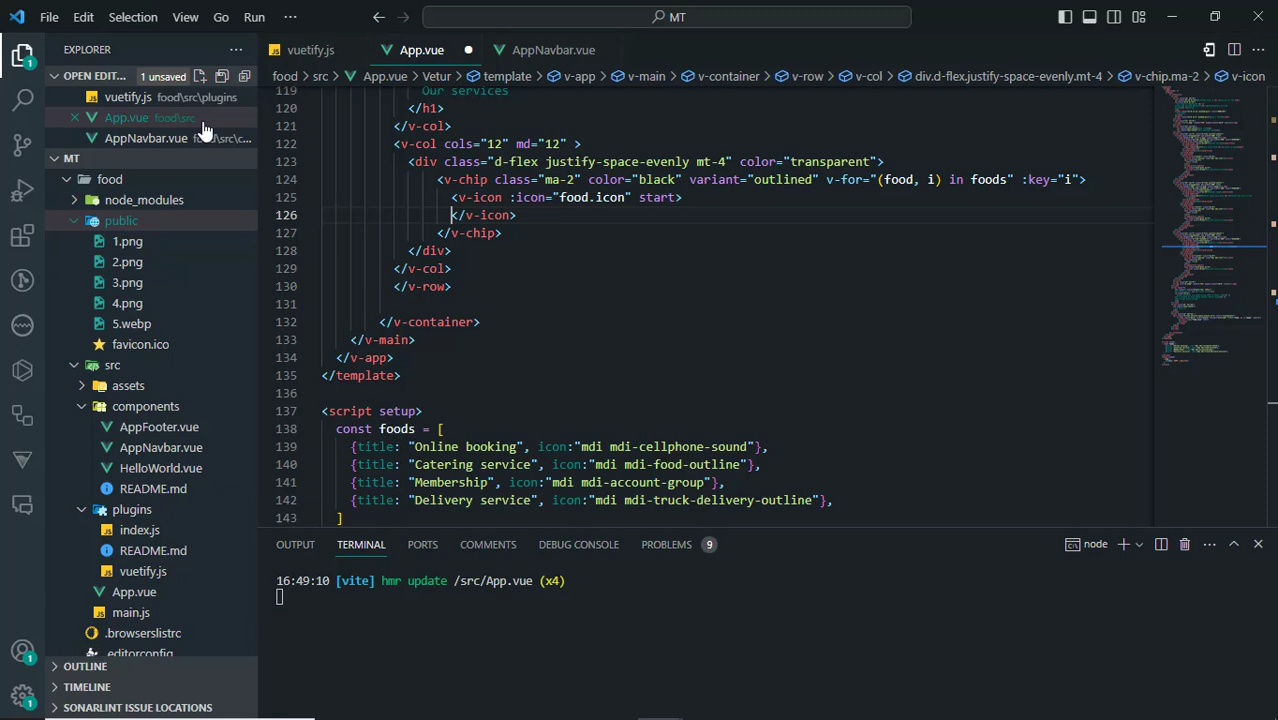 File Edit Selection View Go Run ··· MT
EXPLORER ···
vuetify.js App.vue AppNavbar.vue
OPEN EDIT... 1 unsaved
food > src > App.vue > Vetur > template > v-app > v-main > v-container > v-row > v-col > div.d-flex.justify-space-evenly.mt-4 > v-chip.ma-2 > v-icon
vuetify.js food\src\plugins
App.vue food\src
AppNavbar.vue food\src\c...
MT
food
node_modules
public
1.png
2.png
3.png
4.png
5.webp
favicon.ico
src
assets
components
AppFooter.vue
AppNavbar.vue
HelloWorld.vue
README.md
plugins
index.js
README.md
vuetify.js
App.vue
main.js
.browserslistrc
.editorconfig
OUTLINE
TIMELINE
SONARLINT ISSUE LOCATIONS
1
1
1
119 Our services
120 </h1>
121 </v-col>
122 <v-col cols="12" md="12" >
123 <div class="d-flex justify-space-evenly mt-4" color="transparent">
124 <v-chip class="ma-2" color="black" variant="outlined" v-for="(food, i) in foods" :key="i">
125 <v-icon :icon="food.icon" start>
126 </v-icon>
127 </v-chip>
128 </div>
129 </v-col>
130 </v-row>
131
132 </v-container>
133 </v-main>
134 </v-app>
135 </template>
136
137 <script setup>
138 const foods = [
139 {title: "Online booking", icon:"mdi mdi-cellphone-sound"},
140 {title: "Catering service", icon:"mdi mdi-food-outline"},
141 {title: "Membership", icon:"mdi mdi-account-group"},
142 {title: "Delivery service", icon:"mdi mdi-truck-delivery-outline"},
143 ]
OUTPUT TERMINAL PORTS COMMENTS DEBUG CONSOLE PROBLEMS 9 node
16:49:10 [vite] hmr update /src/App.vue (x4)